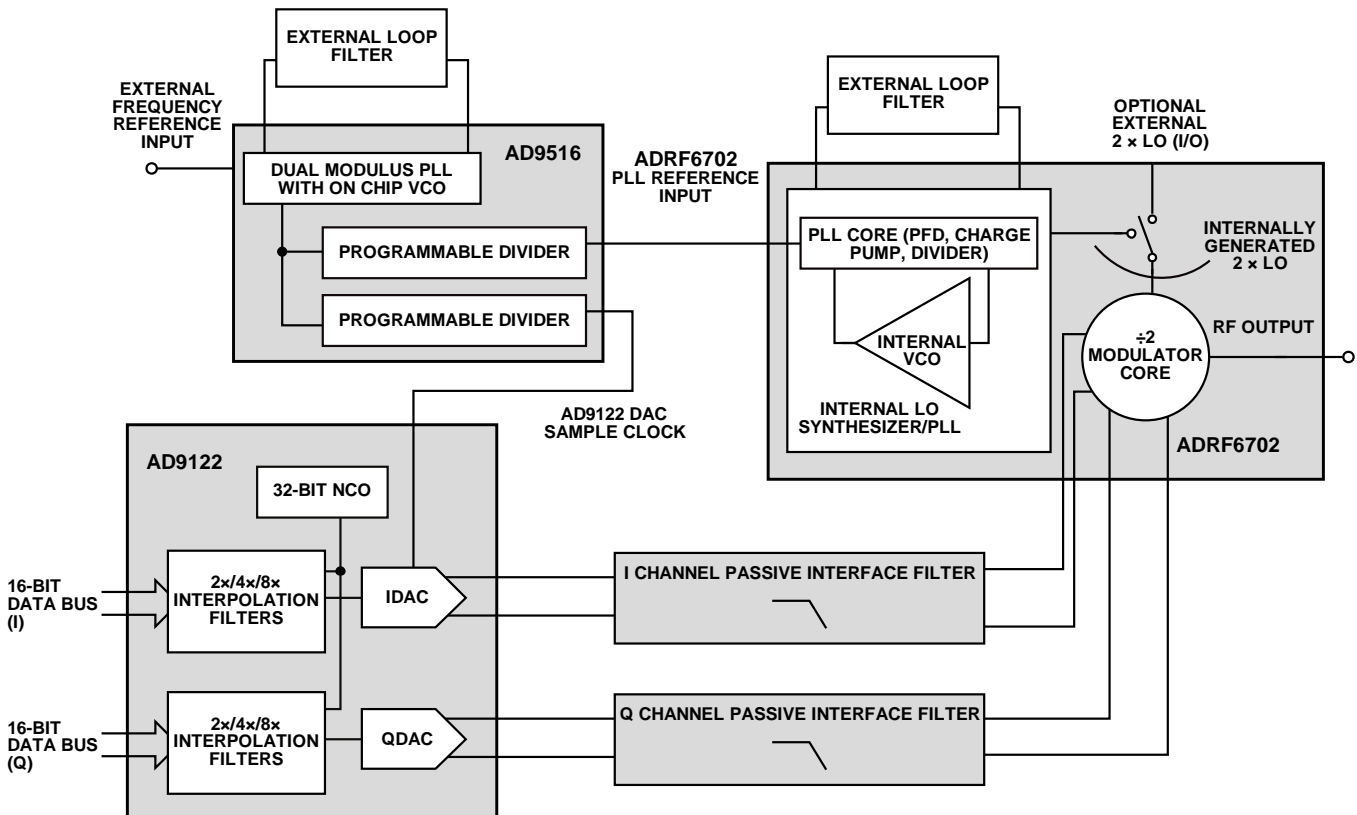 EXTERNAL LOOP
FILTER
EXTERNAL
FREQUENCY
REFERENCE
INPUT
AD9516
DUAL MODULUS PLL
WITH ON CHIP VCO
PROGRAMMABLE DIVIDER
PROGRAMMABLE DIVIDER
ADRF6702
PLL REFERENCE
INPUT
EXTERNAL LOOP
FILTER
OPTIONAL
EXTERNAL
2 × LO (I/O)
PLL CORE (PFD, CHARGE
PUMP, DIVIDER)
INTERNAL
VCO
INTERNAL LO
SYNTHESIZER/PLL
INTERNALLY
GENERATED
2 × LO
÷2
MODULATOR
CORE
RF OUTPUT
ADRF6702
AD9122 DAC
SAMPLE CLOCK
AD9122
32-BIT NCO
16-BIT
DATA BUS
(I)
2×/4×/8×
INTERPOLATION
FILTERS
IDAC
I CHANNEL PASSIVE INTERFACE FILTER
16-BIT
DATA BUS
(Q)
2×/4×/8×
INTERPOLATION
FILTERS
QDAC
Q CHANNEL PASSIVE INTERFACE FILTER